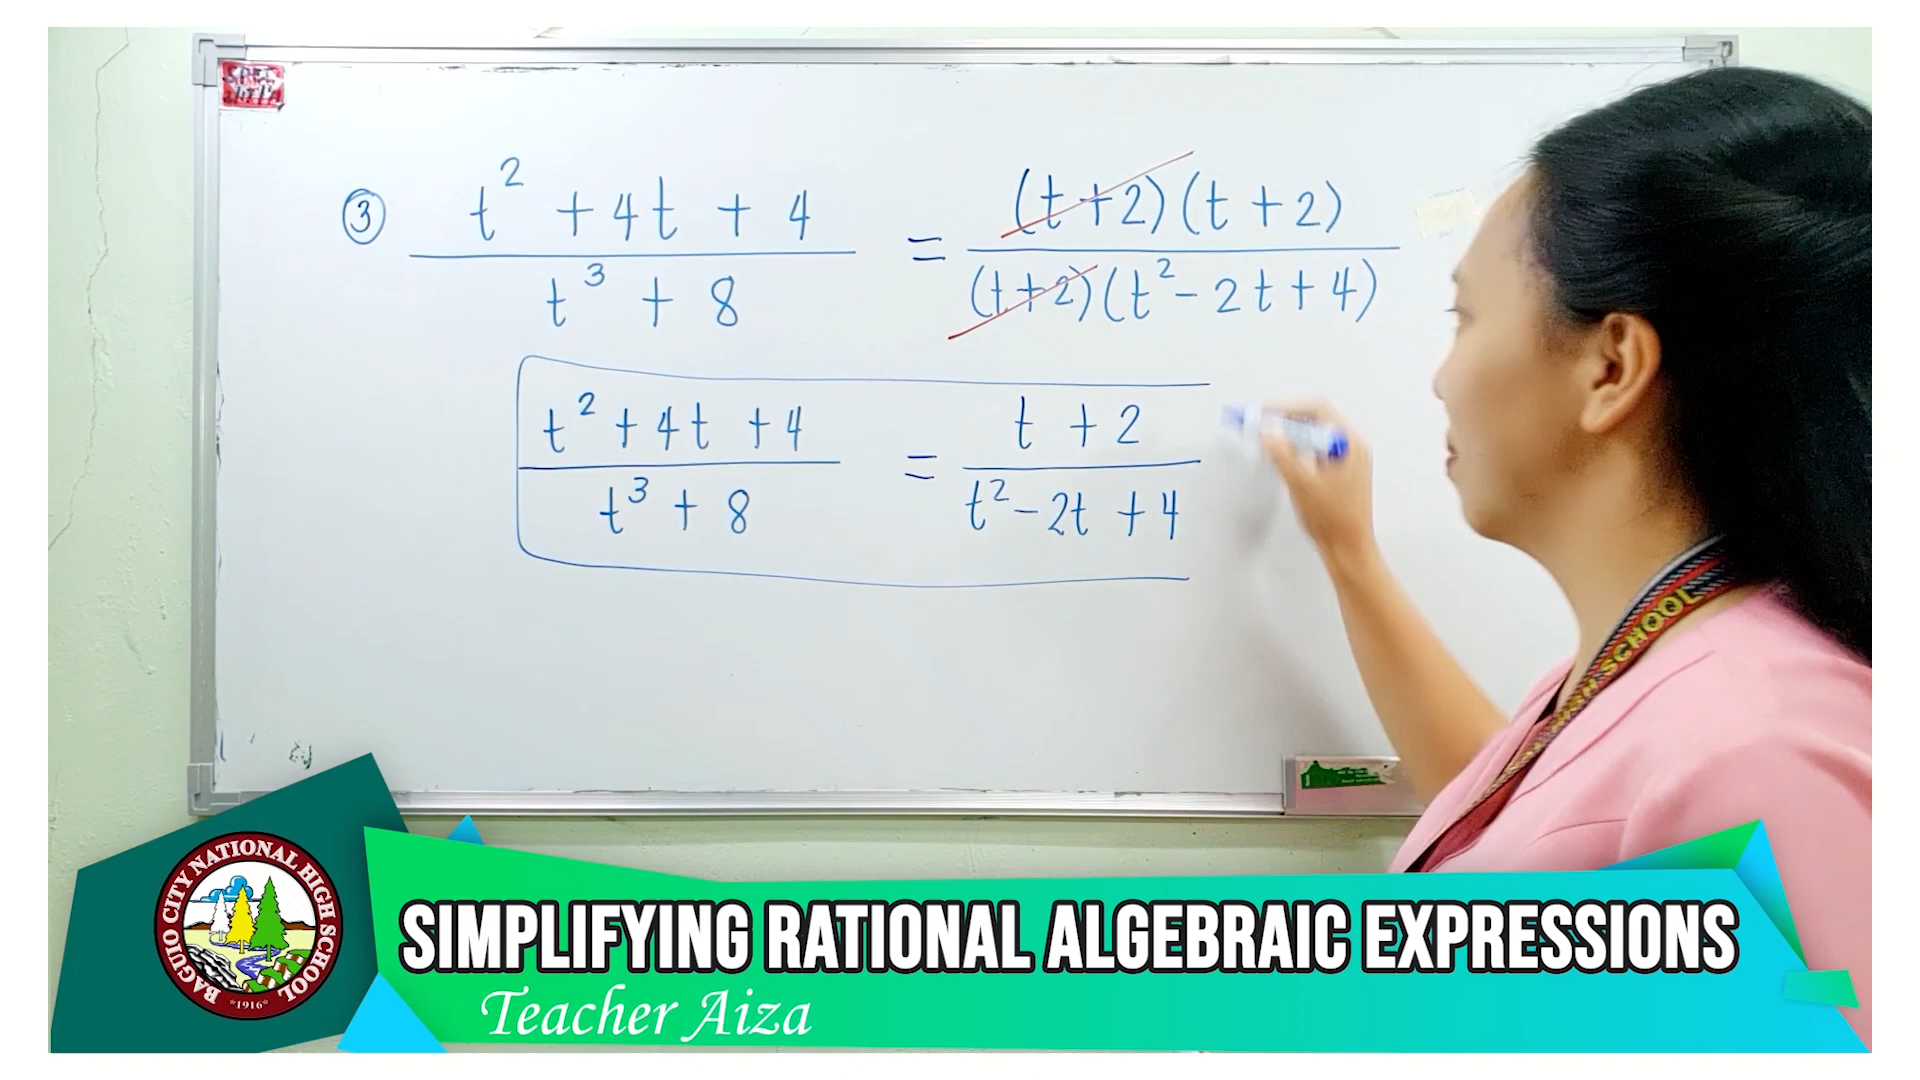 ③ t² + 4t + 4 / t³ + 8 = (t + 2)(t + 2) / (t + 2)(t² - 2t + 4)
t² + 4t + 4 / t³ + 8 = t + 2 / t² - 2t + 4
SCHOOL
BAGUIO CITY NATIONAL HIGH SCHOOL
*1916*
SIMPLIFYING RATIONAL ALGEBRAIC EXPRESSIONS
Teacher Aiza